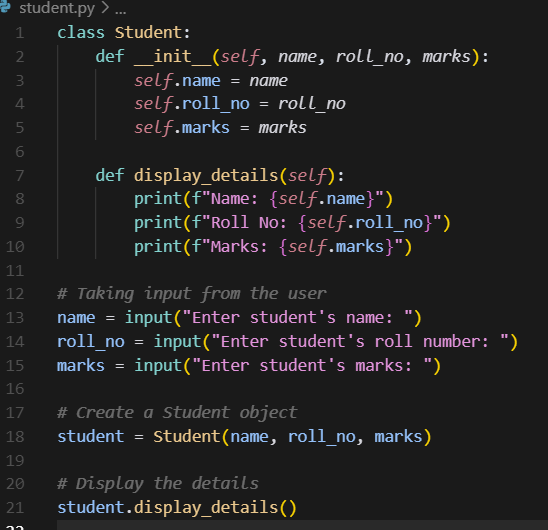 student.py > ...
1 class Student:
2     def __init__(self, name, roll_no, marks):
3         self.name = name
4         self.roll_no = roll_no
5         self.marks = marks
6
7     def display_details(self):
8         print(f"Name: {self.name}")
9         print(f"Roll No: {self.roll_no}")
10         print(f"Marks: {self.marks}")
11
12 # Taking input from the user
13 name = input("Enter student's name: ")
14 roll_no = input("Enter student's roll number: ")
15 marks = input("Enter student's marks: ")
16
17 # Create a Student object
18 student = Student(name, roll_no, marks)
19
20 # Display the details
21 student.display_details()
22